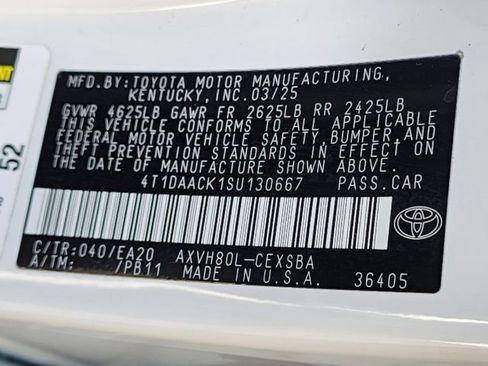 MFD.BY:TOYOTA MOTOR MANUFACTURING,
KENTUCKY,INC.03/25
GVWR 4625LB GAWR FR 2625LB RR 2425LB
THIS VEHICLE CONFORMS TO ALL APPLICABLE
FEDERAL MOTOR VEHICLE SAFETY,BUMPER,AND
THEFT PREVENTION STANDARDS IN EFFECT ON
THE DATE OF MANUFACTURE SHOWN ABOVE.
4T1DAACK1SU130667 PASS.CAR
C/TR:040/EA20 AXVH80L-CEXSBA
A/TM: /PB11 MADE IN U.S.A. 36405
52